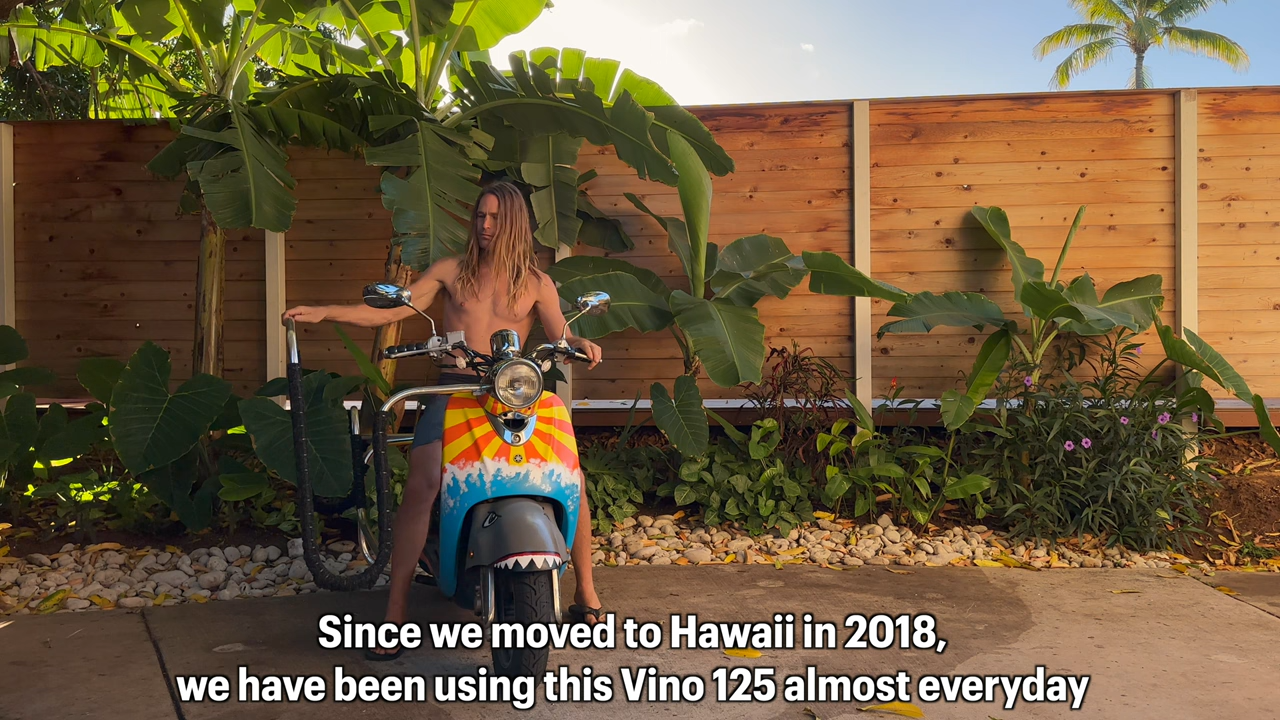 Since we moved to Hawaii in 2018,
we have been using this Vino 125 almost everyday